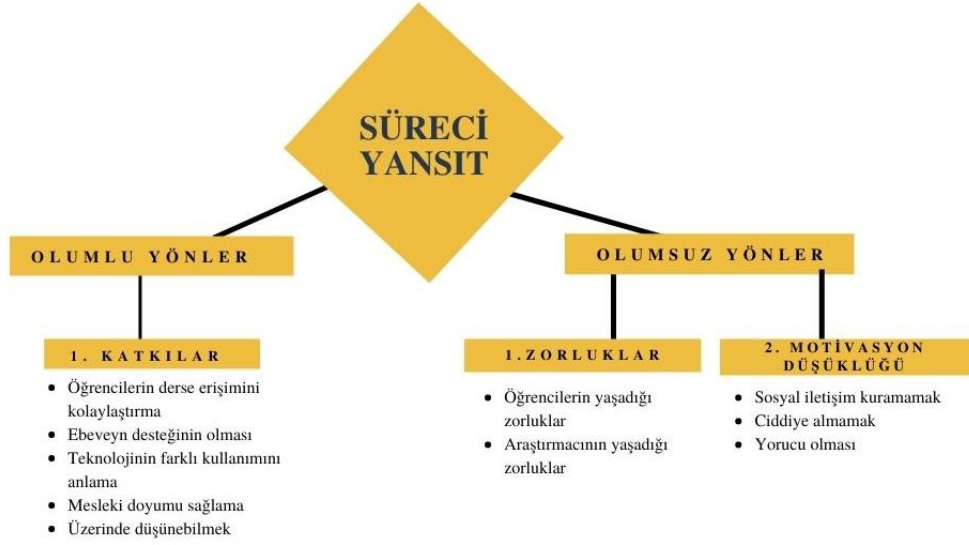 SÜRECİ
YANSIT
OLUMLU YÖNLER
1. KATKILAR
• Öğrencilerin derse erişimini
kolaylaştırma
• Ebeveyn desteğinin olması
• Teknolojinin farklı kullanımını
anlama
• Mesleki doyumu sağlama
• Üzerinde düşünebilmek
OLUMSUZ YÖNLER
1.ZORLUKLAR
• Öğrencilerin yaşadığı
zorluklar
• Araştırmacının yaşadığı
zorluklar
2. MOTİVASYON
DÜŞÜKLÜĞÜ
• Sosyal iletişim kuramamak
• Ciddiye almamak
• Yorucu olması